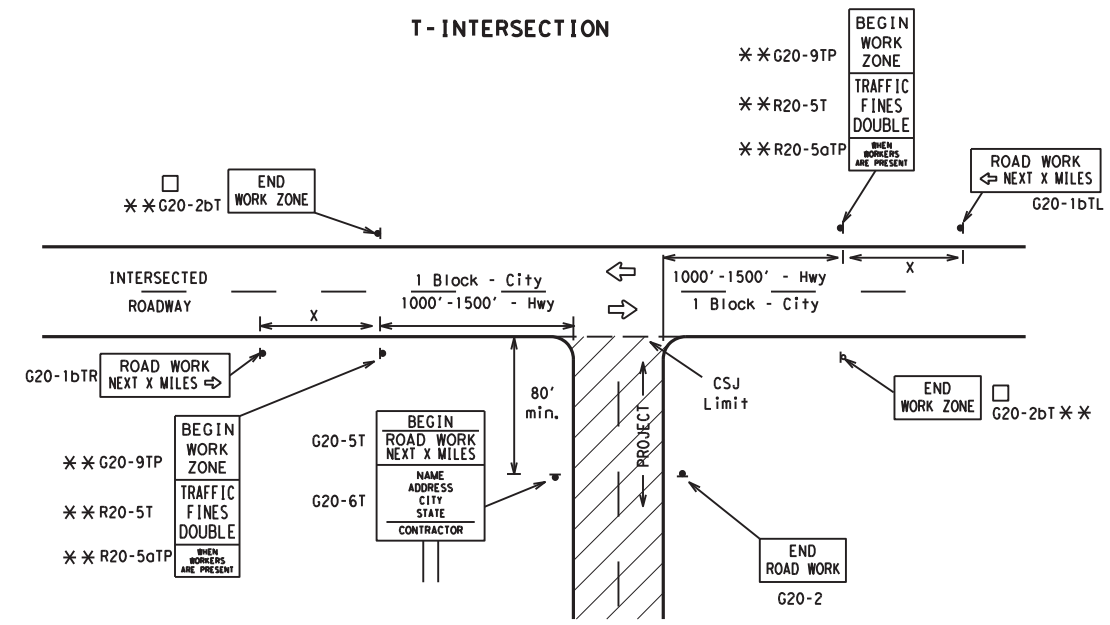 T-INTERSECTION
BEGIN
WORK
ZONE
**G20-9TP
TRAFFIC
FINES
DOUBLE
**R20-5T
WHEN
WORKERS
ARE PRESENT
**R20-5aTP
ROAD WORK
⇦ NEXT X MILES
G20-1bTL
END
WORK ZONE
□
**G20-2bT
INTERSECTED
ROADWAY
1 Block - City
1000'-1500' - Hwy
1000'-1500' - Hwy
1 Block - City
X
X
G20-1bTR
ROAD WORK
NEXT X MILES ⇨
80'
min.
CSJ
Limit
PROJECT
END
WORK ZONE
□
G20-2bT**
BEGIN
WORK
ZONE
**G20-9TP
TRAFFIC
FINES
DOUBLE
**R20-5T
WHEN
WORKERS
ARE PRESENT
**R20-5aTP
G20-5T
BEGIN
ROAD WORK
NEXT X MILES
G20-6T
NAME
ADDRESS
CITY
STATE
CONTRACTOR
END
ROAD WORK
G20-2